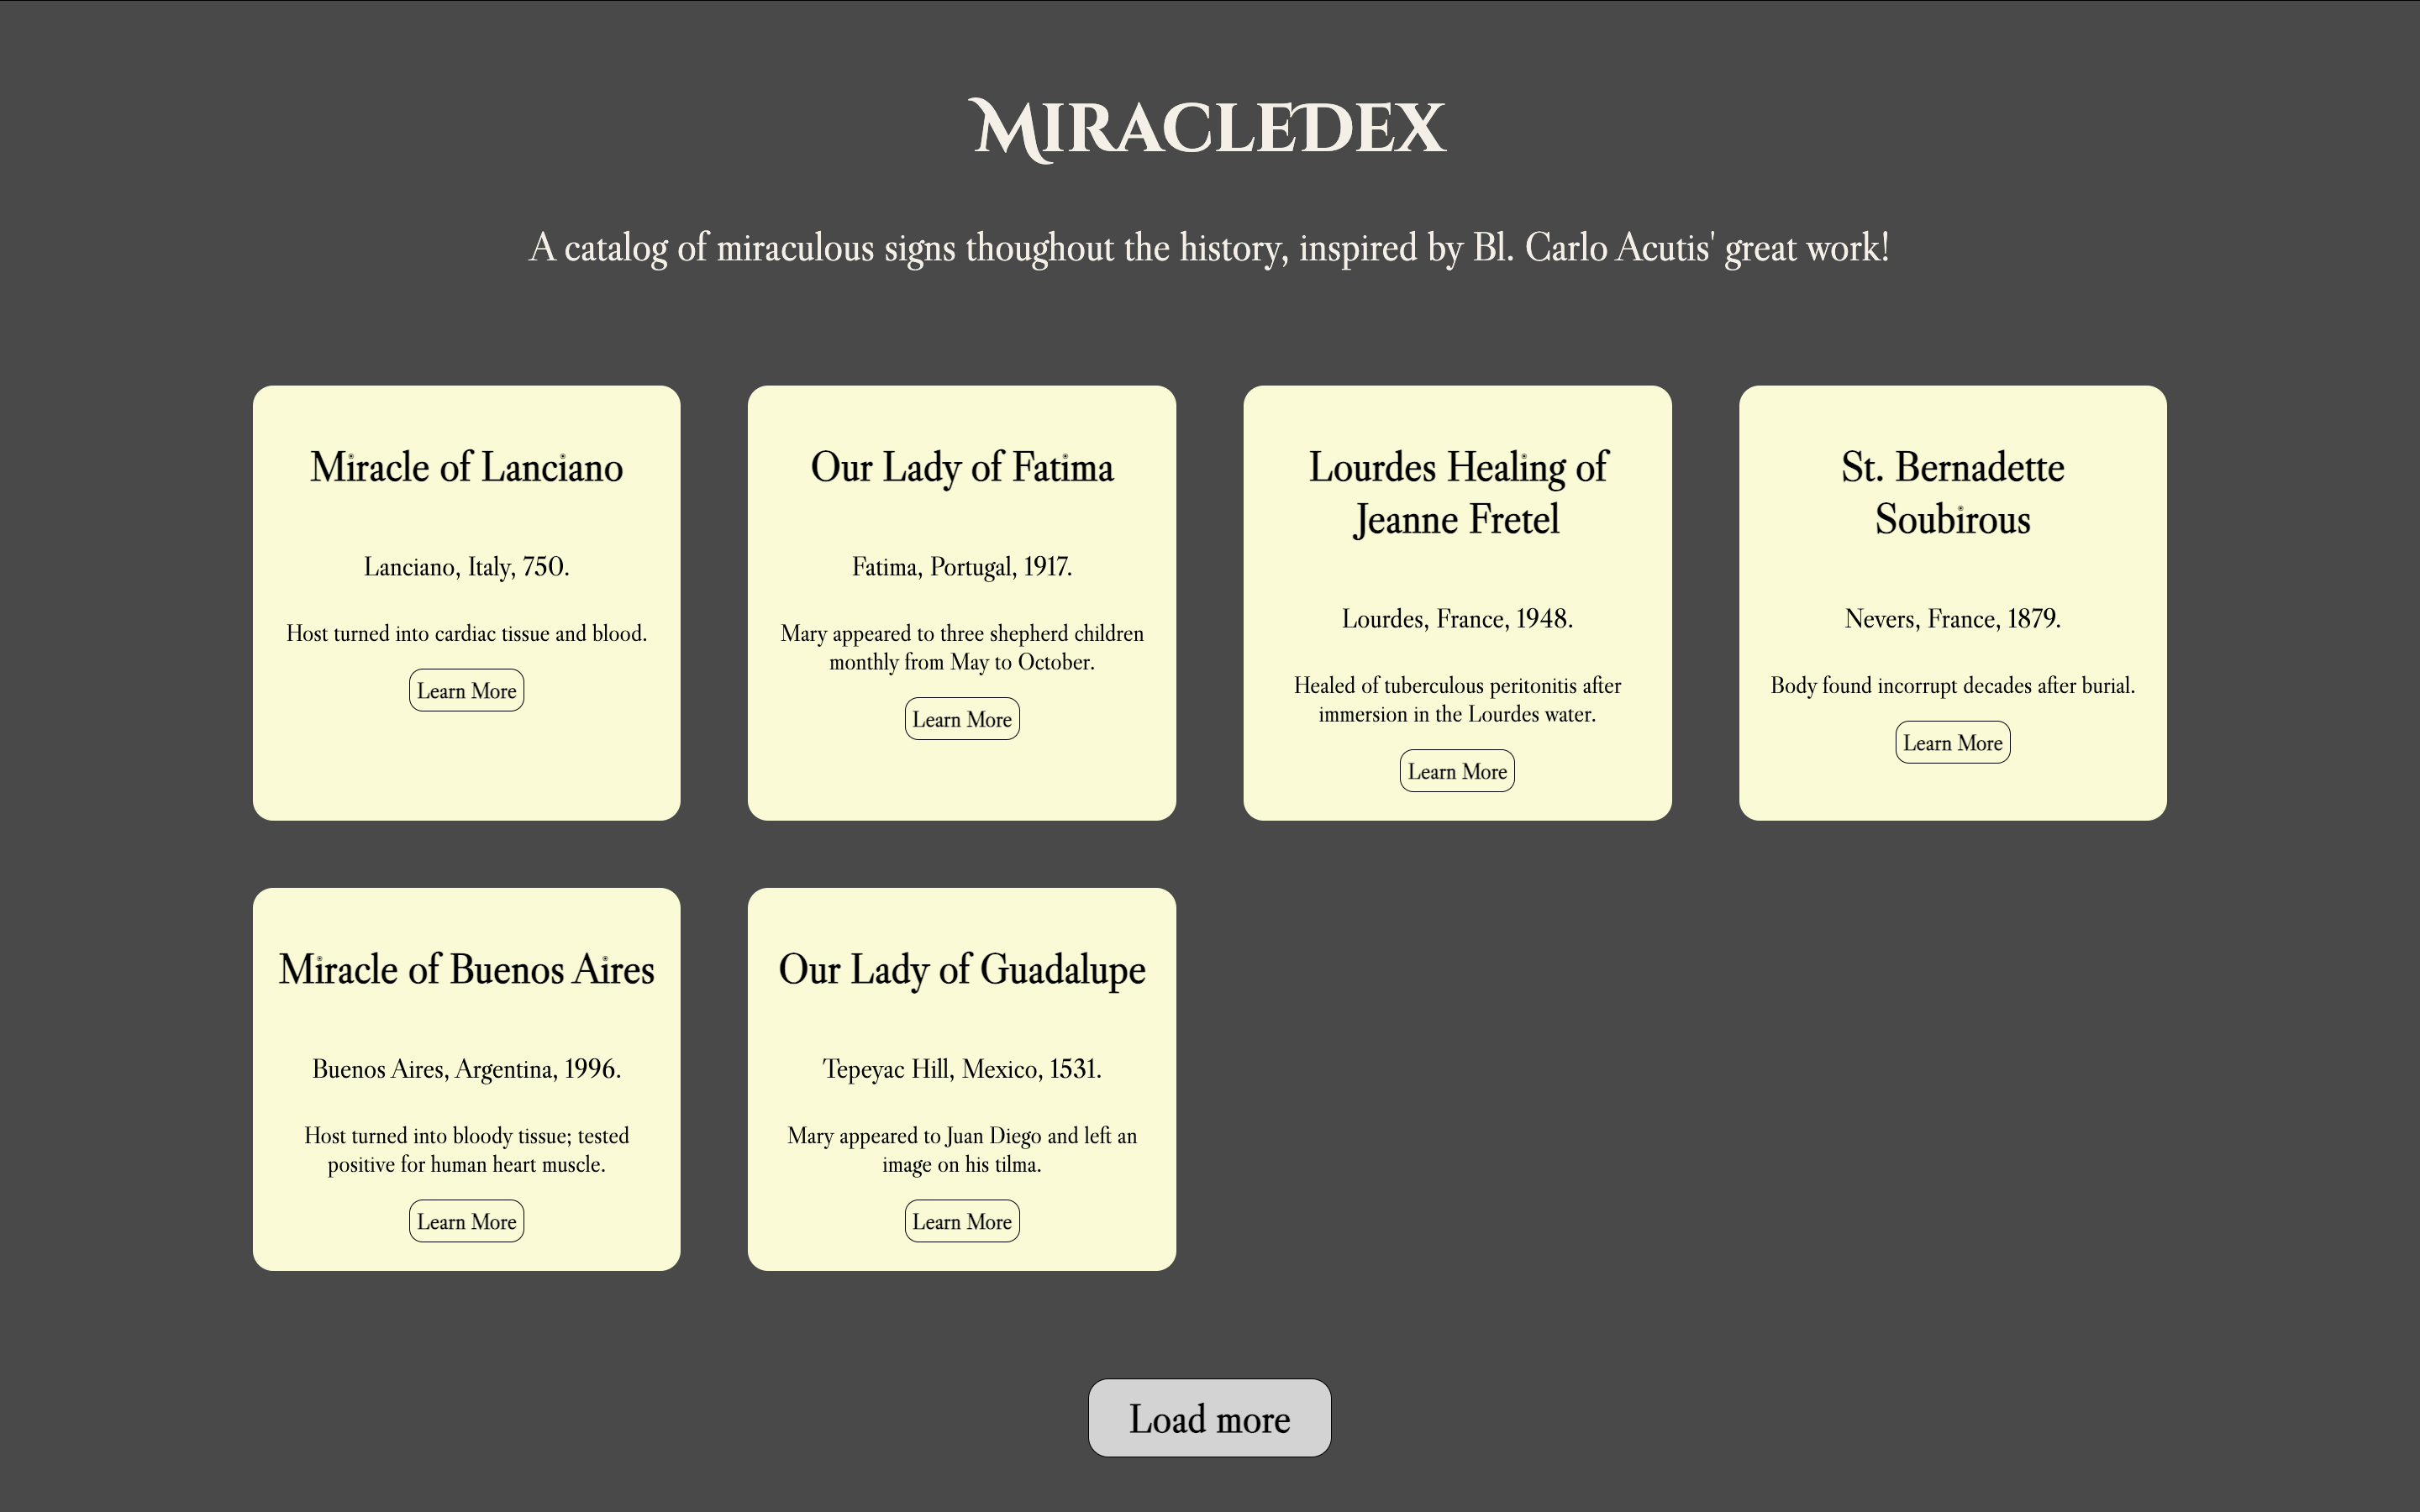 MiracleDex
A catalog of miraculous signs thoughout the history, inspired by Bl. Carlo Acutis' great work!
Miracle of Lanciano
Lanciano, Italy, 750.
Host turned into cardiac tissue and blood.
Learn More
Our Lady of Fatima
Fatima, Portugal, 1917.
Mary appeared to three shepherd children
monthly from May to October.
Learn More
Lourdes Healing of
Jeanne Fretel
Lourdes, France, 1948.
Healed of tuberculous peritonitis after
immersion in the Lourdes water.
Learn More
St. Bernadette
Soubirous
Nevers, France, 1879.
Body found incorrupt decades after burial.
Learn More
Miracle of Buenos Aires
Buenos Aires, Argentina, 1996.
Host turned into bloody tissue; tested
positive for human heart muscle.
Learn More
Our Lady of Guadalupe
Tepeyac Hill, Mexico, 1531.
Mary appeared to Juan Diego and left an
image on his tilma.
Learn More
Load more